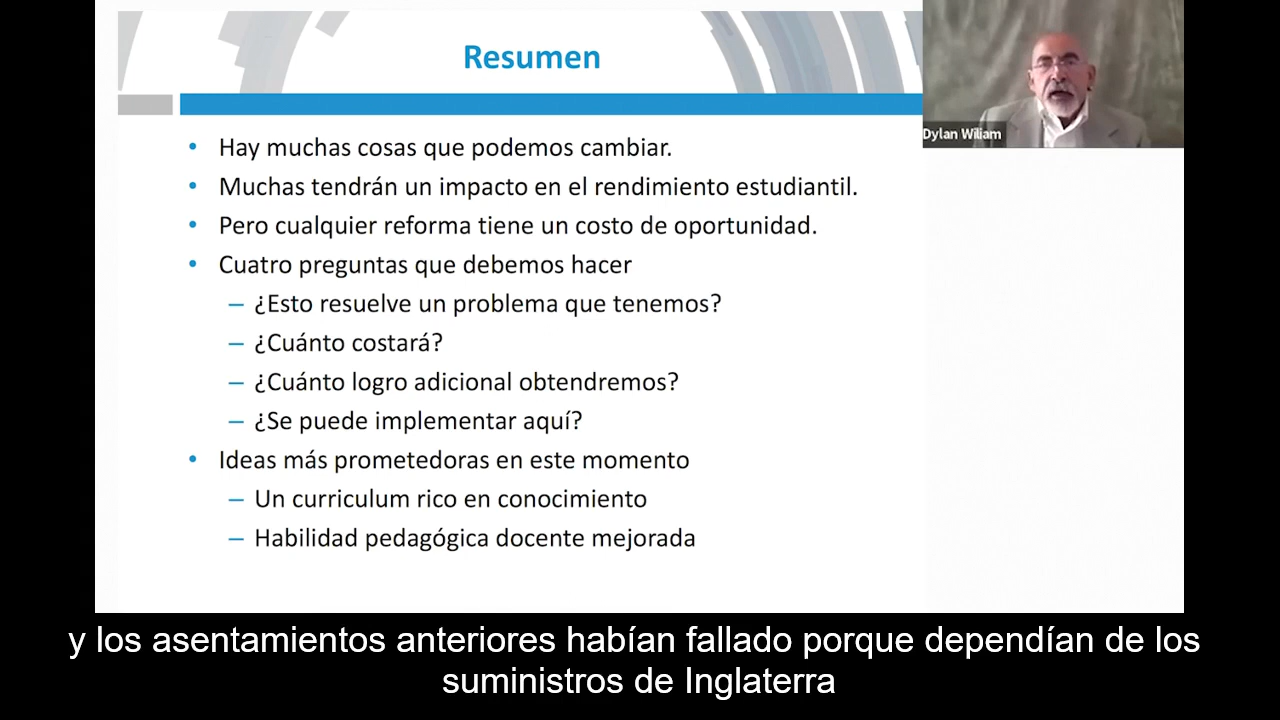 Resumen
Dylan Wiliam
• Hay muchas cosas que podemos cambiar.
• Muchas tendrán un impacto en el rendimiento estudiantil.
• Pero cualquier reforma tiene un costo de oportunidad.
• Cuatro preguntas que debemos hacer
– ¿Esto resuelve un problema que tenemos?
– ¿Cuánto costará?
– ¿Cuánto logro adicional obtendremos?
– ¿Se puede implementar aquí?
• Ideas más prometedoras en este momento
– Un curriculum rico en conocimiento
– Habilidad pedagógica docente mejorada
y los asentamientos anteriores habían fallado porque dependían de los
suministros de Inglaterra